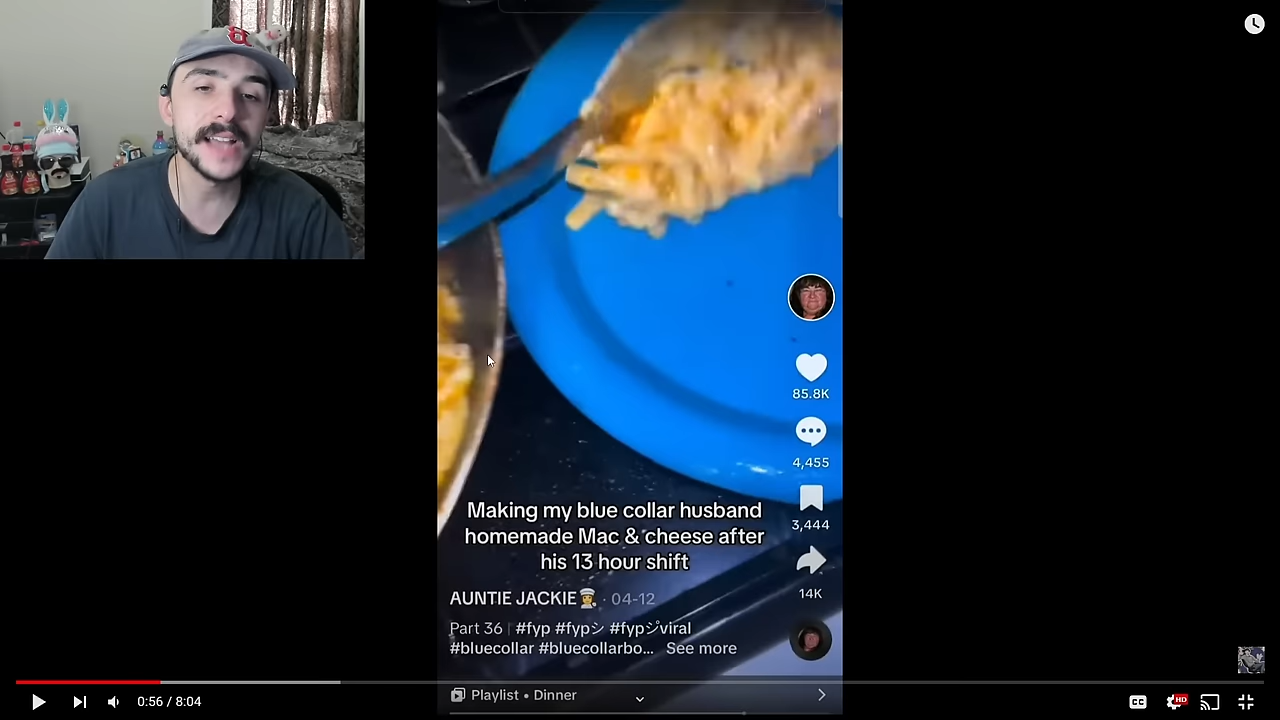 B
85.8K
4,455
3,444
14K
Making my blue collar husband
homemade Mac & cheese after
his 13 hour shift
AUNTIE JACKIE👩‍🍳 · 04-12
Part 36 | #fyp #fypシ #fypシviral
#bluecollar #bluecollarbo... See more
Playlist • Dinner
0:56 / 8:04
CC
HD